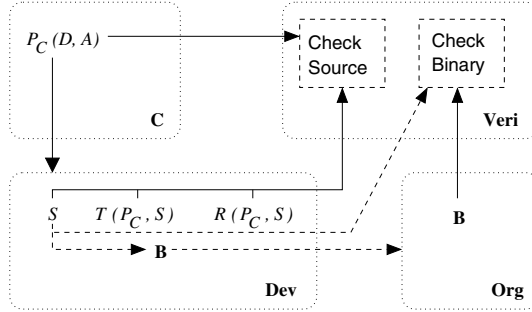 P_C (D, A)
Check
Source
Check
Binary
C
Veri
S T (P_C, S) R (P_C, S)
B
B
Dev
Org